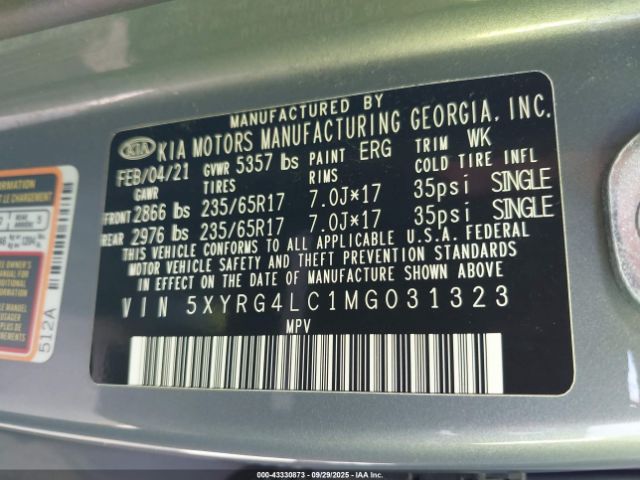 MANUFACTURED BY
KIA KIA MOTORS MANUFACTURING GEORGIA, INC.
FEB/04/21 GVWR 5357 lbs PAINT ERG TRIM WK
GAWR TIRES RIMS COLD TIRE INFL
FRONT 2866 lbs 235/65R17 7.0J*17 35psi SINGLE
REAR 2976 lbs 235/65R17 7.0J*17 35psi SINGLE
THIS VEHICLE CONFORMS TO ALL APPLICABLE U.S.A. FEDERAL
MOTOR VEHICLE SAFETY AND THEFT PREVENTION STANDARDS
IN EFFECT ON THE DATE OF MANUFACTURE SHOWN ABOVE.
VIN 5XYRG4LC1MG031323
MPV
INFORMATION
512A
43330873 09/29/2025 IAA, Inc.